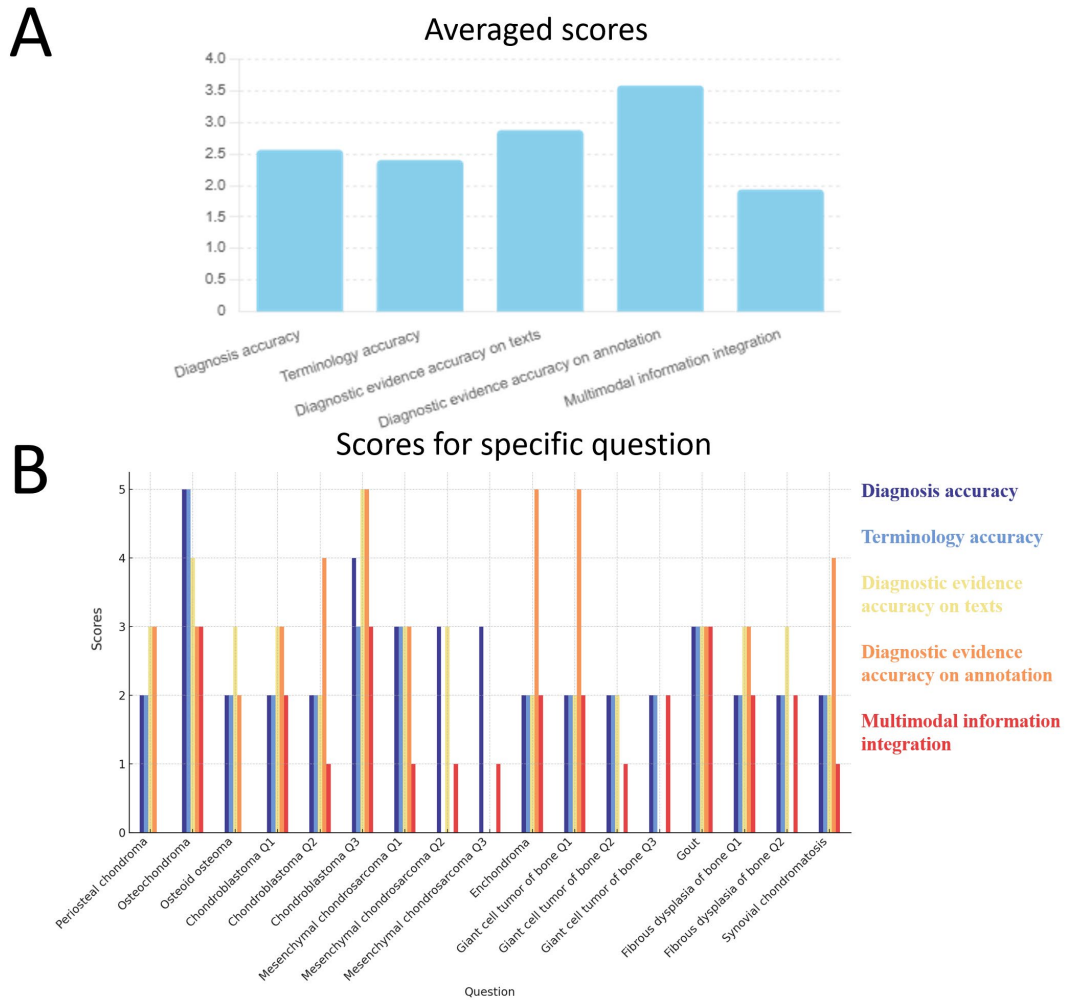 A
Averaged scores
4.0
3.5
3.0
2.5
2.0
1.5
1.0
0.5
0
Diagnosis accuracy
Terminology accuracy
Diagnostic evidence accuracy on texts
Diagnostic evidence accuracy on annotation
Multimodal information integration
B
Scores for specific question
5
4
3
2
1
0
Scores
Periosteal chondroma
Osteochondroma
Osteoid osteoma
Chondroblastoma Q1
Chondroblastoma Q2
Chondroblastoma Q3
Mesenchymal chondrosarcoma Q1
Mesenchymal chondrosarcoma Q2
Mesenchymal chondrosarcoma Q3
Enchondroma
Giant cell tumor of bone Q1
Giant cell tumor of bone Q2
Giant cell tumor of bone Q3
Gout
Fibrous dysplasia of bone Q1
Fibrous dysplasia of bone Q2
Synovial chondromatosis
Question
Diagnosis accuracy
Terminology accuracy
Diagnostic evidence
accuracy on texts
Diagnostic evidence
accuracy on annotation
Multimodal information
integration